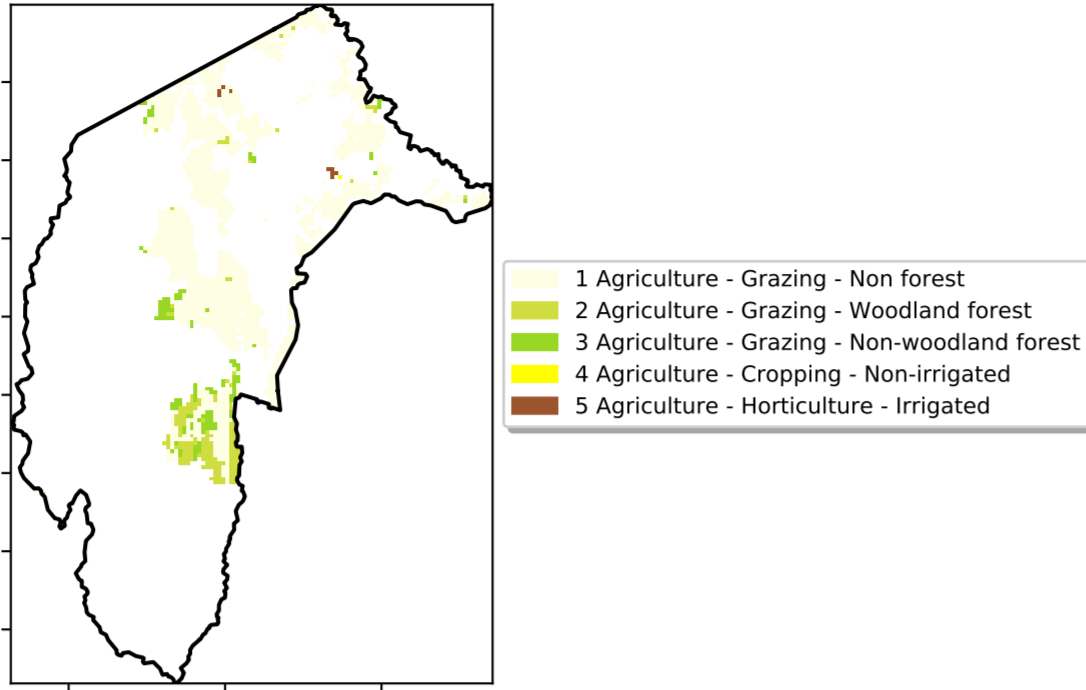 1 Agriculture - Grazing - Non forest
2 Agriculture - Grazing - Woodland forest
3 Agriculture - Grazing - Non-woodland forest
4 Agriculture - Cropping - Non-irrigated
5 Agriculture - Horticulture - Irrigated